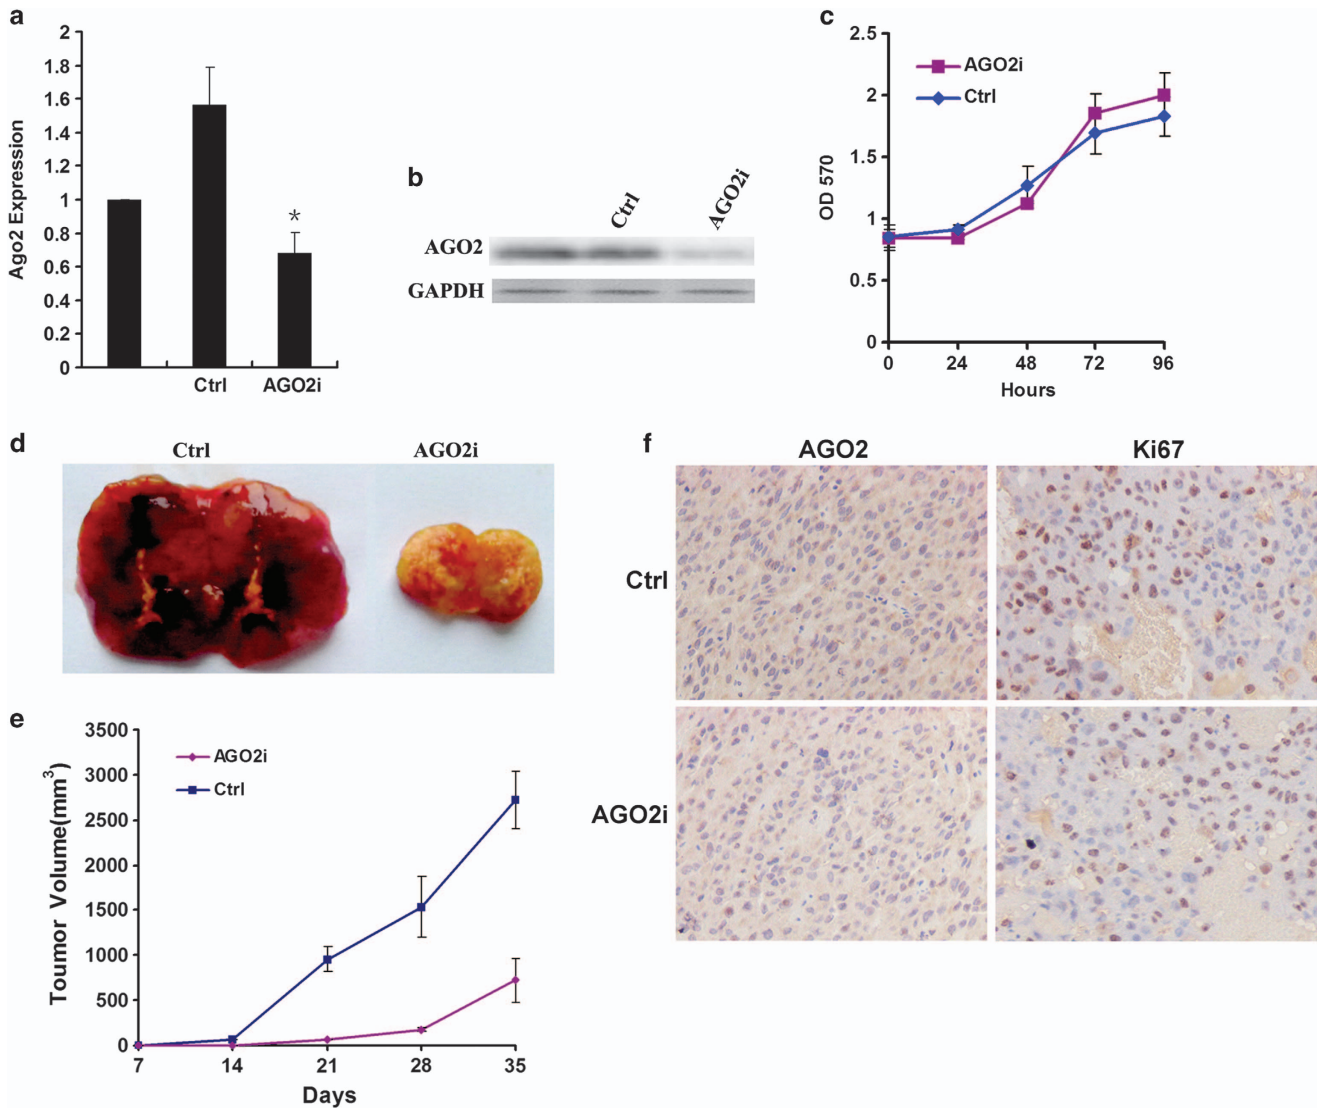 a
2
1.8
1.6
1.4
1.2
1
0.8
0.6
0.4
0.2
0
Ago2 Expression
*
Ctrl AGO2i
b
Ctrl AGO2i
AGO2
GAPDH
c
2.5
2
1.5
1
0.5
0
OD 570
AGO2i
Ctrl
0 24 48 72 96
Hours
d
Ctrl AGO2i
e
3500
3000
2500
2000
1500
1000
500
0
Toumor Volume(mm³)
AGO2i
Ctrl
7 14 21 28 35
Days
f
AGO2 Ki67
Ctrl
AGO2i